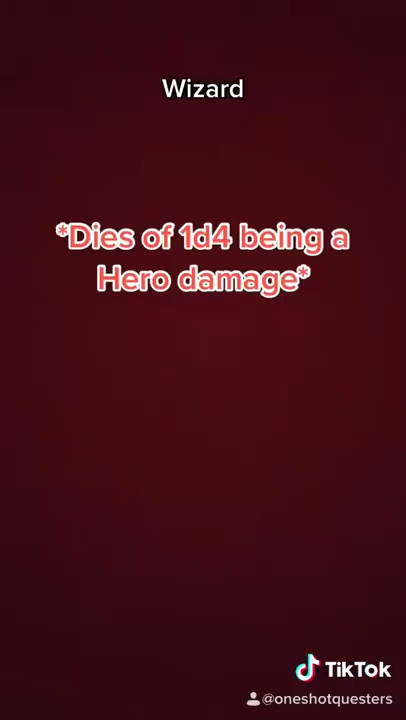 Wizard
*Dies of 1d4 being a
Hero damage*
TikTok
@oneshotquesters